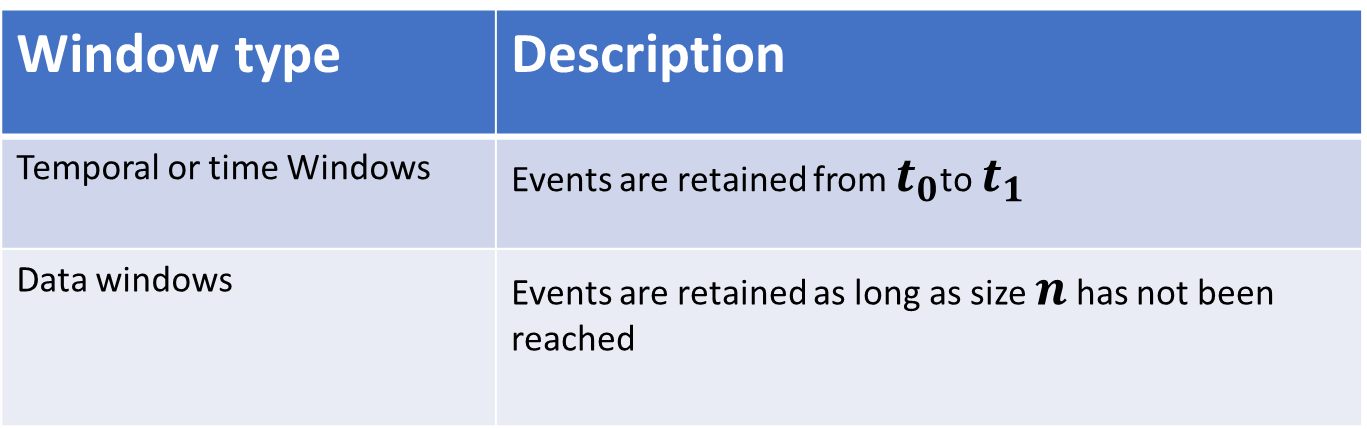 Window type
Description
Temporal or time Windows
Events are retained from t₀ to t₁
Data windows
Events are retained as long as size n has not been
reached